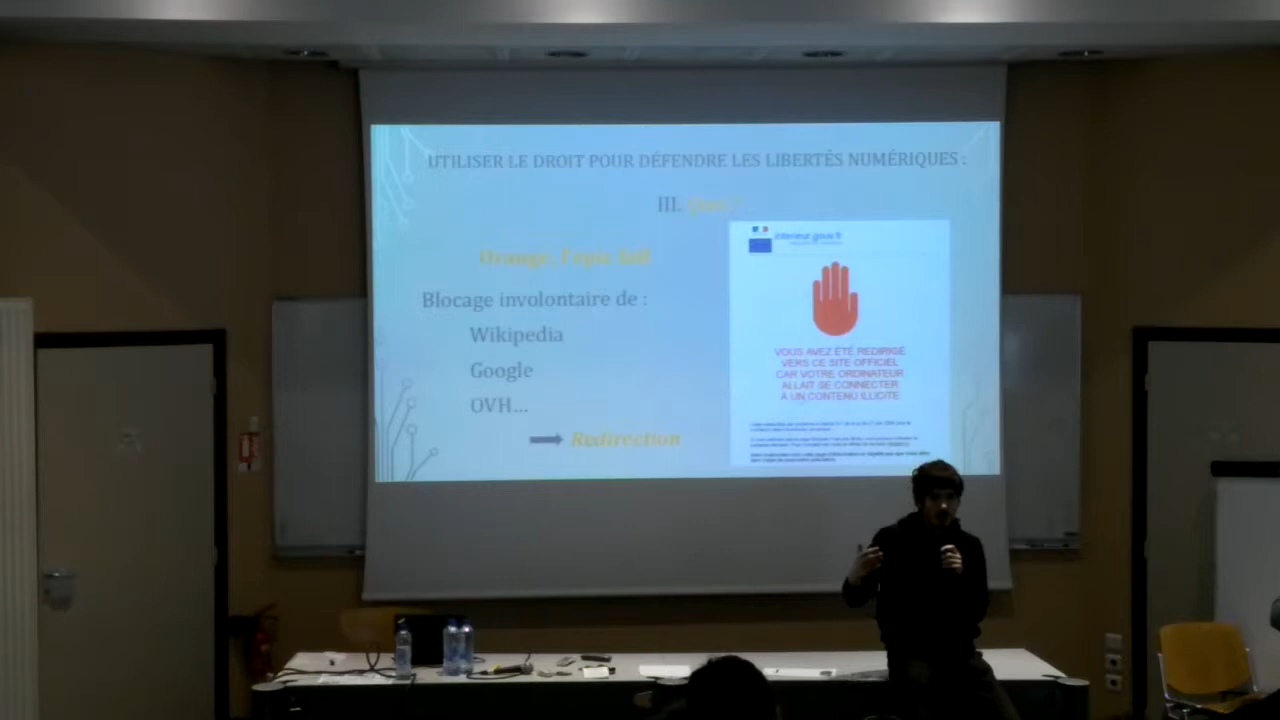 UTILISER LE DROIT POUR DÉFENDRE LES LIBERTÉS NUMÉRIQUES :
III. Quoi ?
Orange, l'epic fail
Blocage involontaire de :
Wikipedia
Google
OVH...
Redirection
interieur.gouv.fr
VOUS AVEZ ÉTÉ REDIRIGÉ
VERS CE SITE OFFICIEL
CAR VOTRE ORDINATEUR
ALLAIT SE CONNECTER
À UN CONTENU ILLICITE